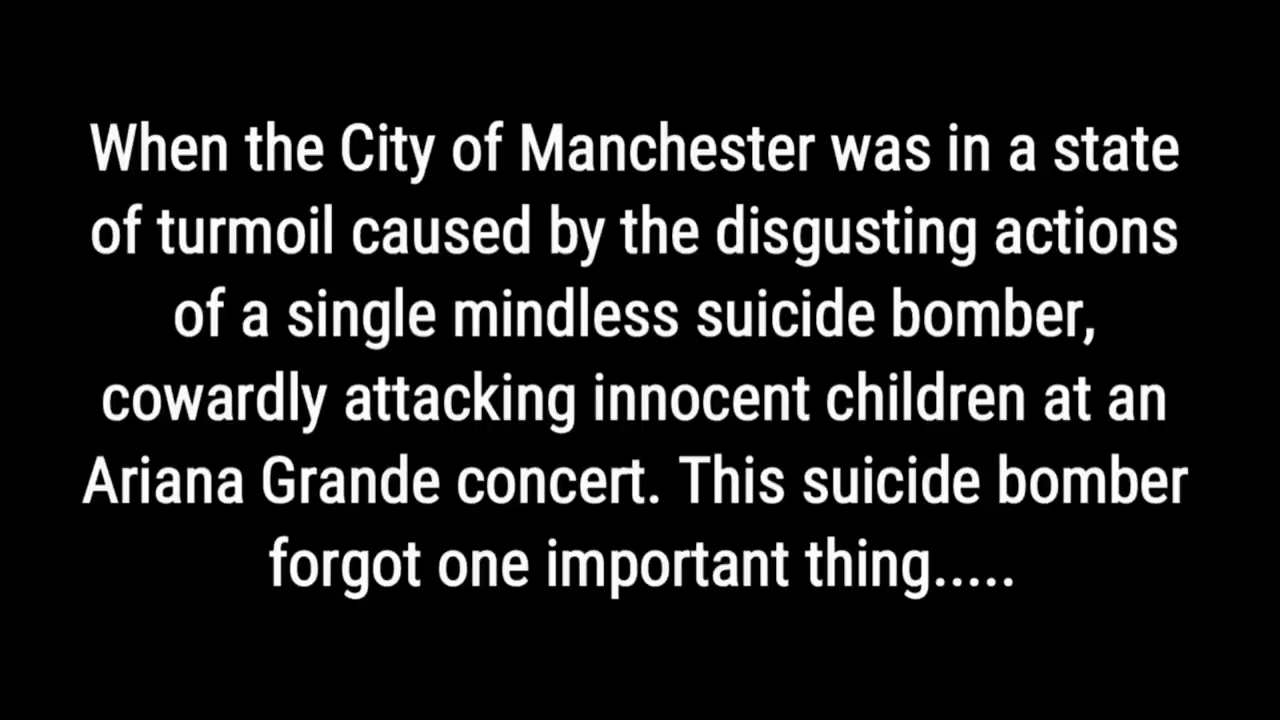 When the City of Manchester was in a state
of turmoil caused by the disgusting actions
of a single mindless suicide bomber,
cowardly attacking innocent children at an
Ariana Grande concert. This suicide bomber
forgot one important thing.....